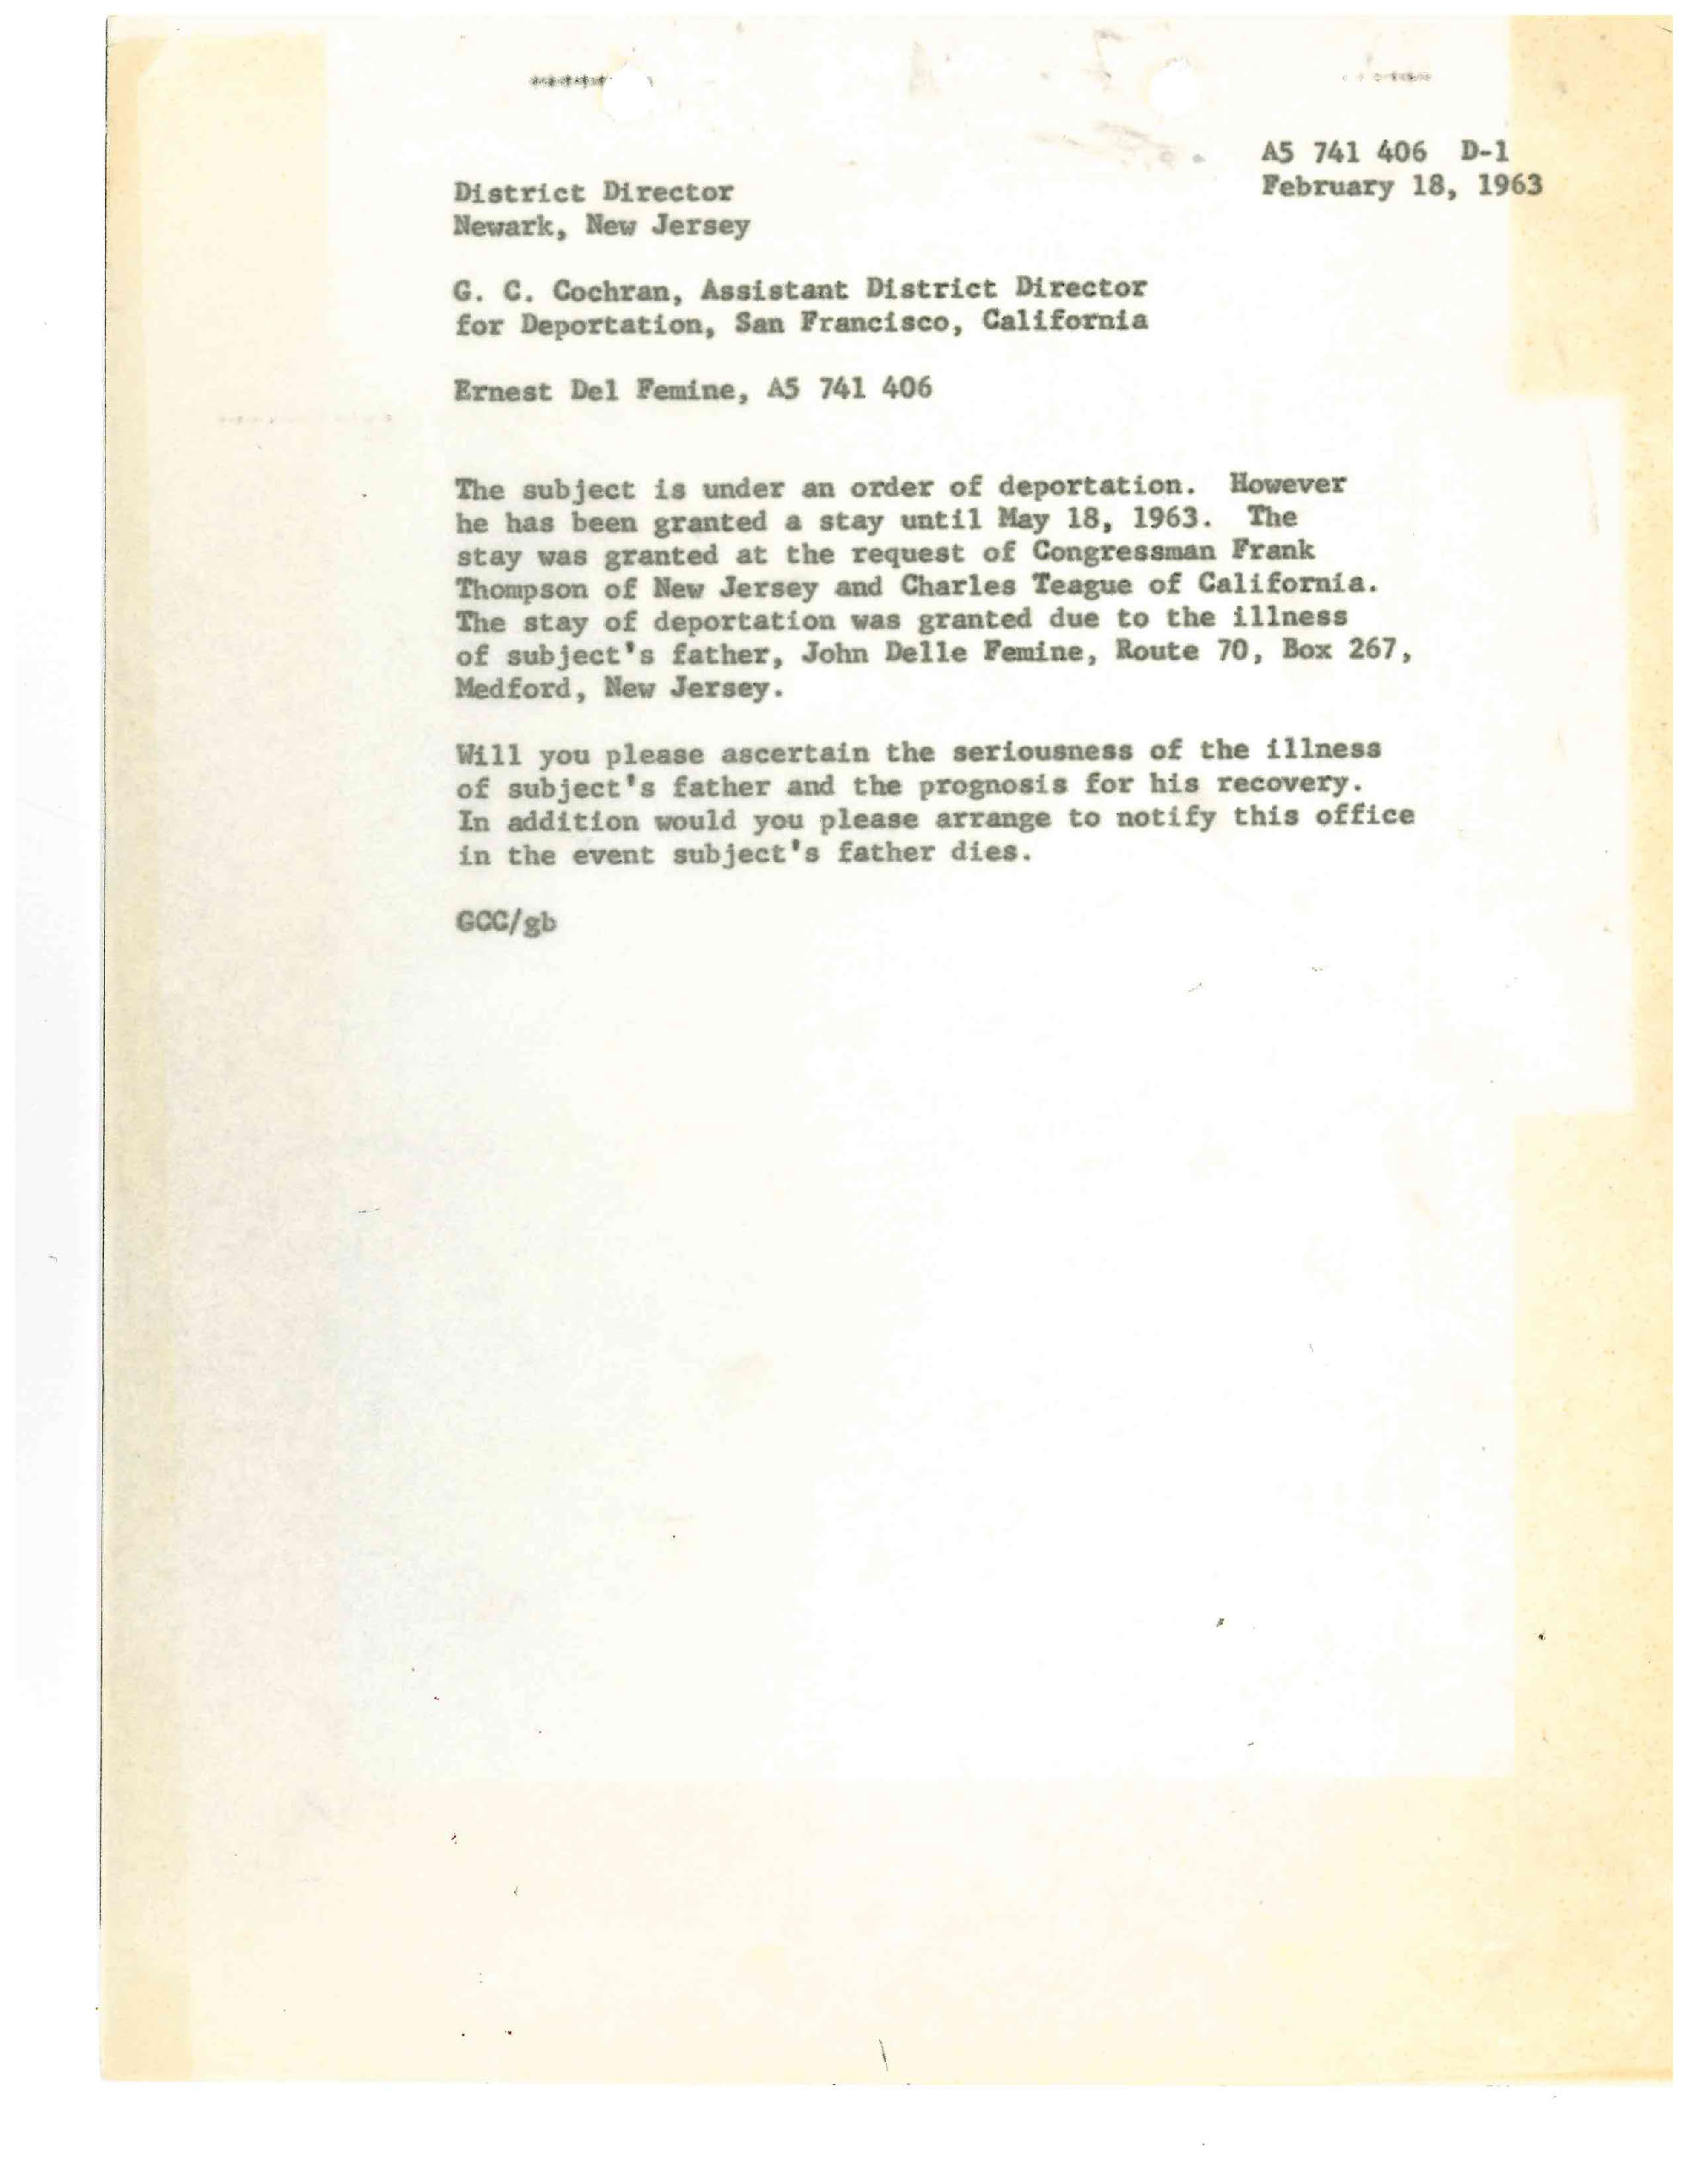 A5 741 406 D-1
February 18, 1963
District Director
Newark, New Jersey
G. C. Cochran, Assistant District Director
for Deportation, San Francisco, California
Ernest Del Femine, A5 741 406
The subject is under an order of deportation. However
he has been granted a stay until May 18, 1963. The
stay was granted at the request of Congressman Frank
Thompson of New Jersey and Charles Teague of California.
The stay of deportation was granted due to the illness
of subject's father, John Delle Femine, Route 70, Box 267,
Medford, New Jersey.
Will you please ascertain the seriousness of the illness
of subject's father and the prognosis for his recovery.
In addition would you please arrange to notify this office
in the event subject's father dies.
GCC/gb